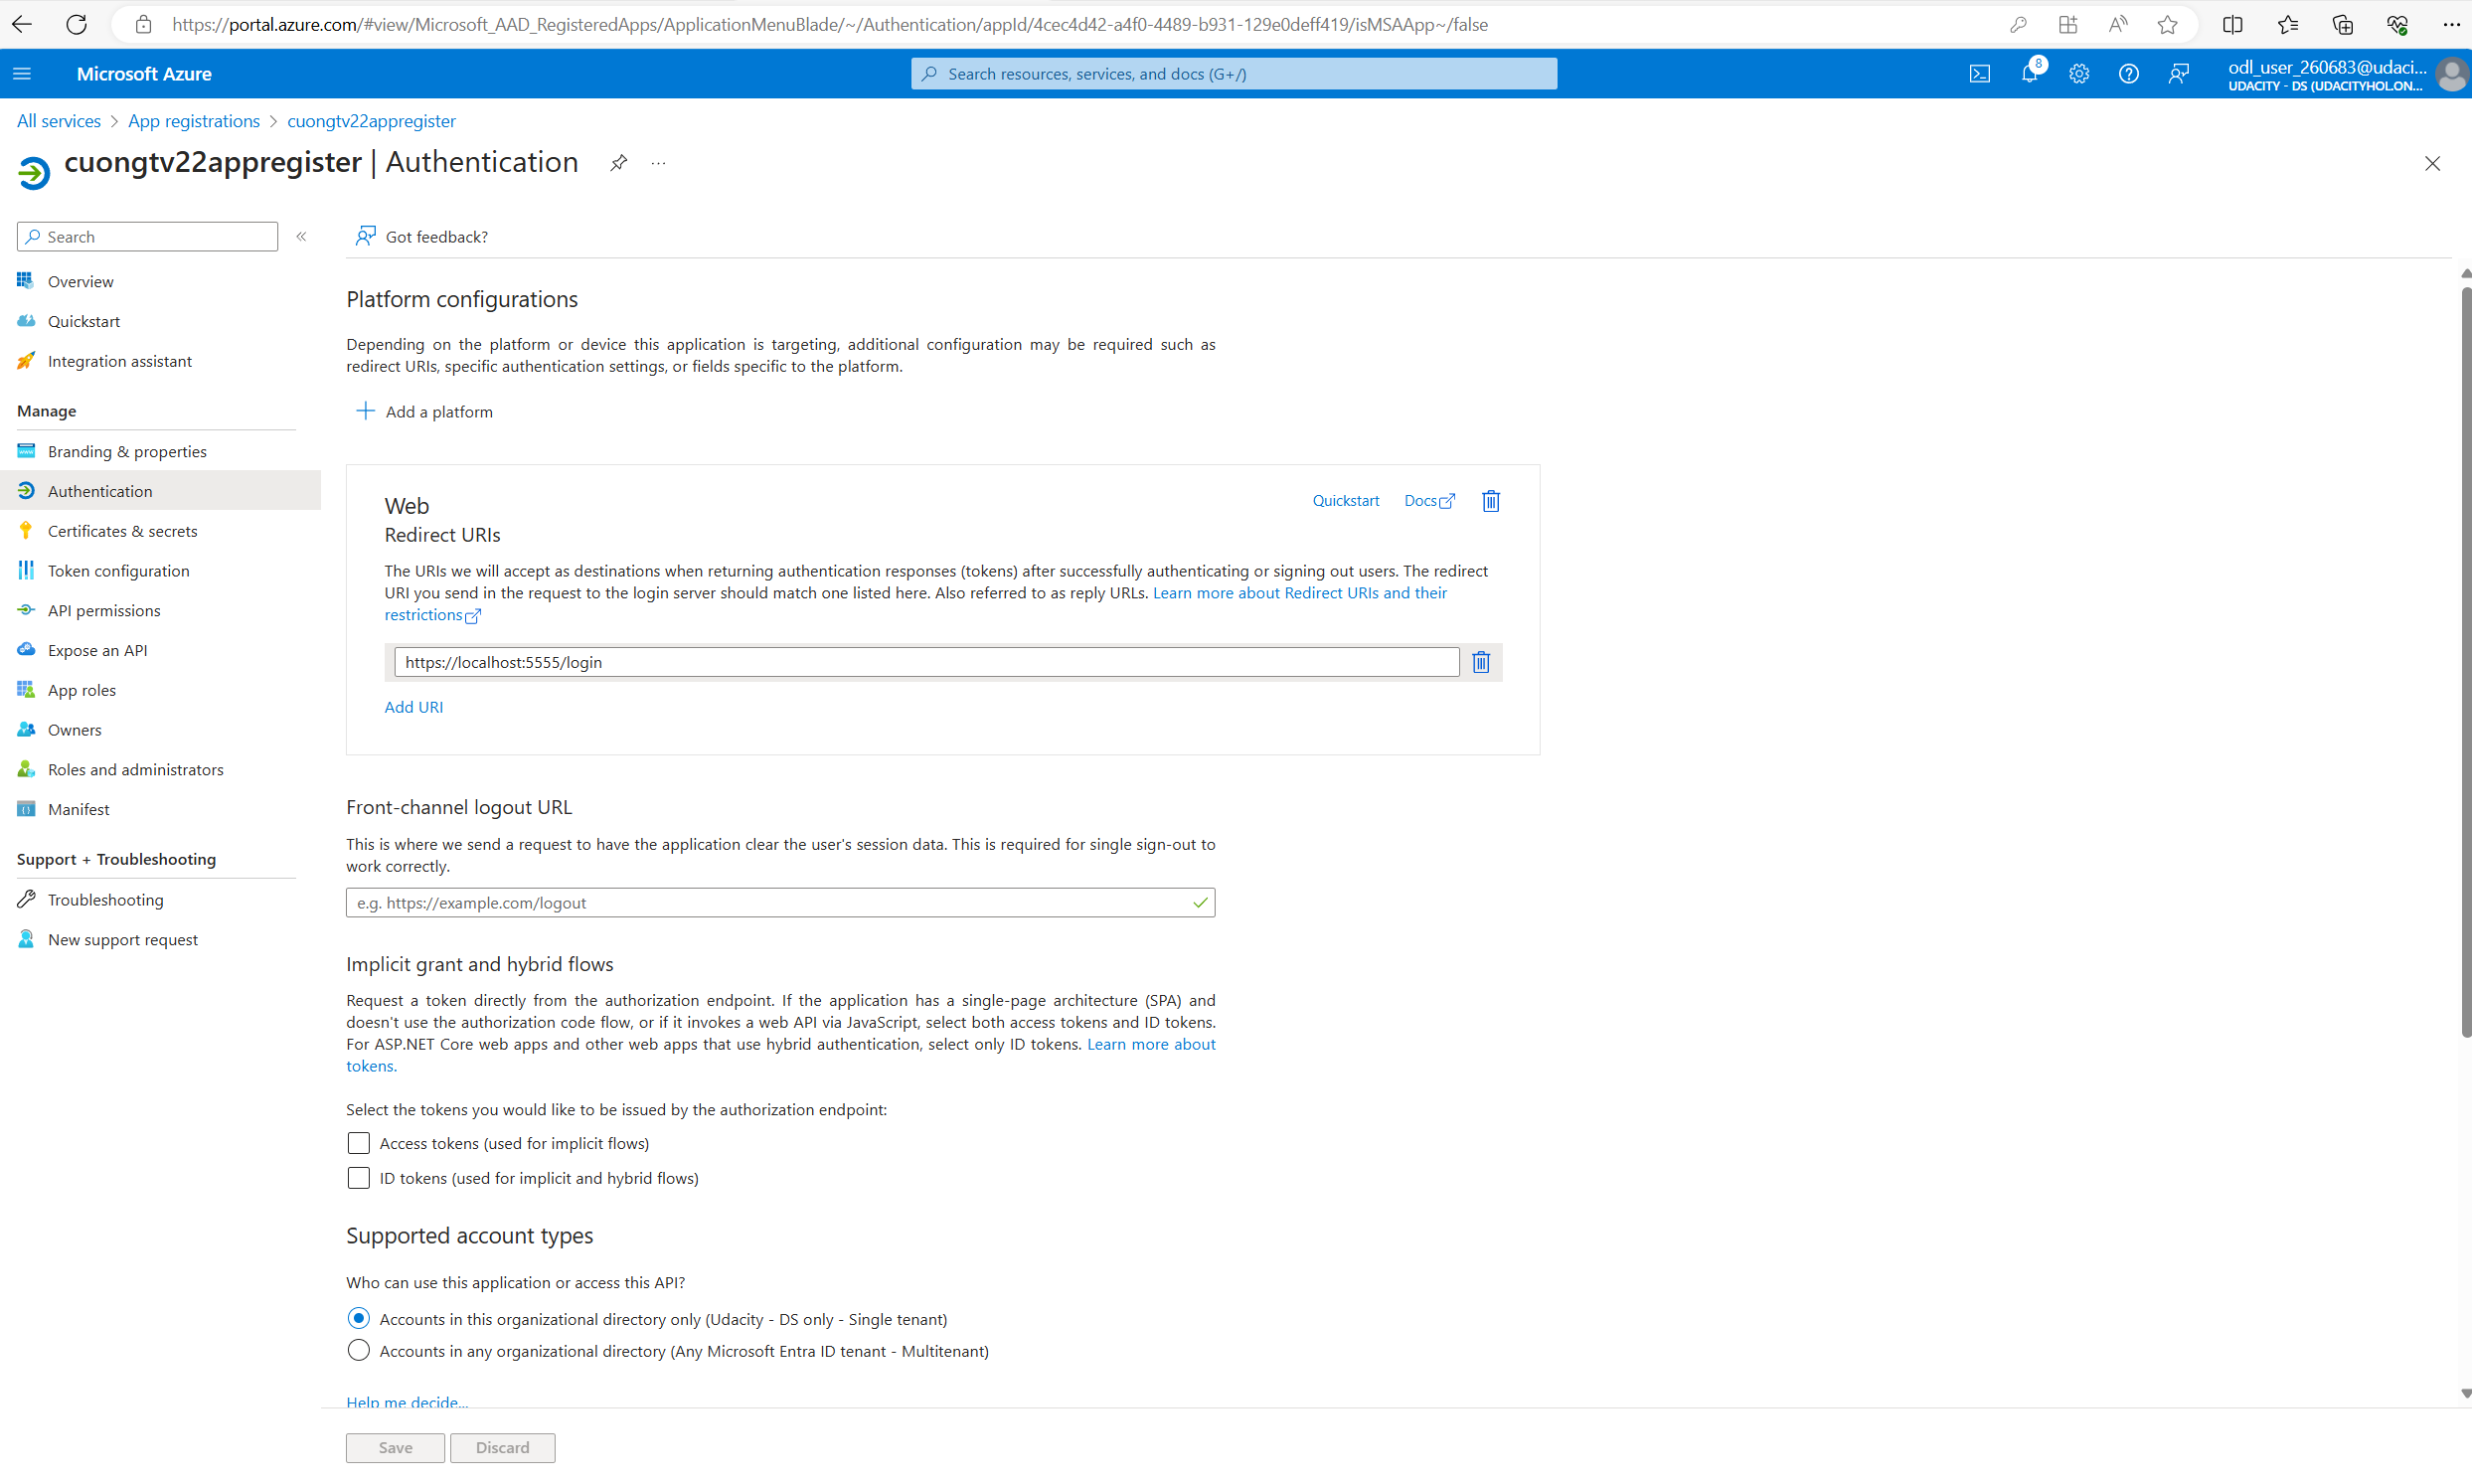 https://portal.azure.com/#view/Microsoft_AAD_RegisteredApps/ApplicationMenuBlade/~/Authentication/appId/4cec4d42-a4f0-4489-b931-129e0deff419/isMSAApp~/false
Microsoft Azure
Search resources, services, and docs (G+/)
8
odl_user_260683@udaci...
UDACITY - DS (UDACITYHOL.ON...
All services > App registrations > cuongtv22appregister
cuongtv22appregister | Authentication
Search
Got feedback?
Overview
Quickstart
Integration assistant
Manage
Branding & properties
Authentication
Certificates & secrets
Token configuration
API permissions
Expose an API
App roles
Owners
Roles and administrators
Manifest
Support + Troubleshooting
Troubleshooting
New support request
Platform configurations
Depending on the platform or device this application is targeting, additional configuration may be required such as
redirect URIs, specific authentication settings, or fields specific to the platform.
Add a platform
Web
Quickstart
Docs
Redirect URIs
The URIs we will accept as destinations when returning authentication responses (tokens) after successfully authenticating or signing out users. The redirect
URI you send in the request to the login server should match one listed here. Also referred to as reply URLs. Learn more about Redirect URIs and their
restrictions
https://localhost:5555/login
Add URI
Front-channel logout URL
This is where we send a request to have the application clear the user's session data. This is required for single sign-out to
work correctly.
e.g. https://example.com/logout
Implicit grant and hybrid flows
Request a token directly from the authorization endpoint. If the application has a single-page architecture (SPA) and
doesn't use the authorization code flow, or if it invokes a web API via JavaScript, select both access tokens and ID tokens.
For ASP.NET Core web apps and other web apps that use hybrid authentication, select only ID tokens. Learn more about
tokens.
Select the tokens you would like to be issued by the authorization endpoint:
Access tokens (used for implicit flows)
ID tokens (used for implicit and hybrid flows)
Supported account types
Who can use this application or access this API?
Accounts in this organizational directory only (Udacity - DS only - Single tenant)
Accounts in any organizational directory (Any Microsoft Entra ID tenant - Multitenant)
Help me decide...
Save
Discard